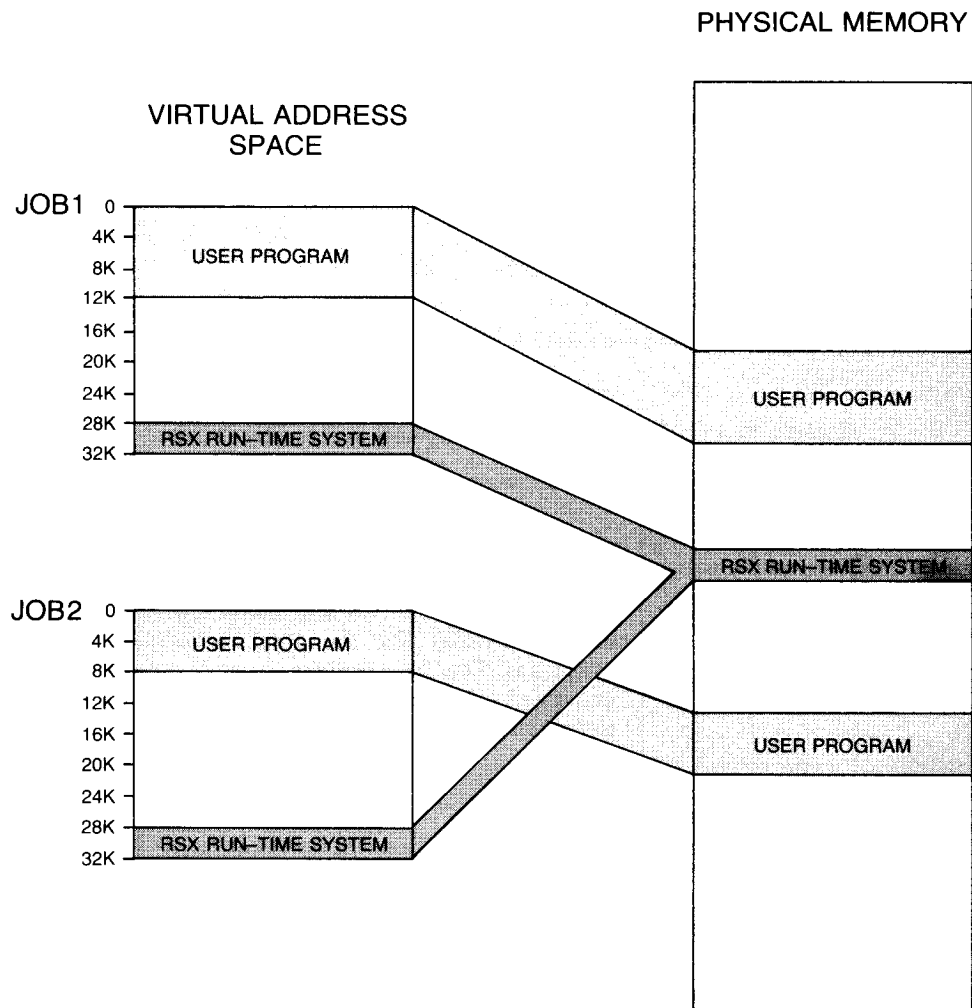 PHYSICAL MEMORY
VIRTUAL ADDRESS
SPACE
JOB1
0
4K
8K
12K
16K
20K
24K
28K
32K
USER PROGRAM
RSX RUN–TIME SYSTEM
USER PROGRAM
RSX RUN–TIME SYSTEM
JOB2
0
4K
8K
12K
16K
20K
24K
28K
32K
USER PROGRAM
RSX RUN–TIME SYSTEM
USER PROGRAM